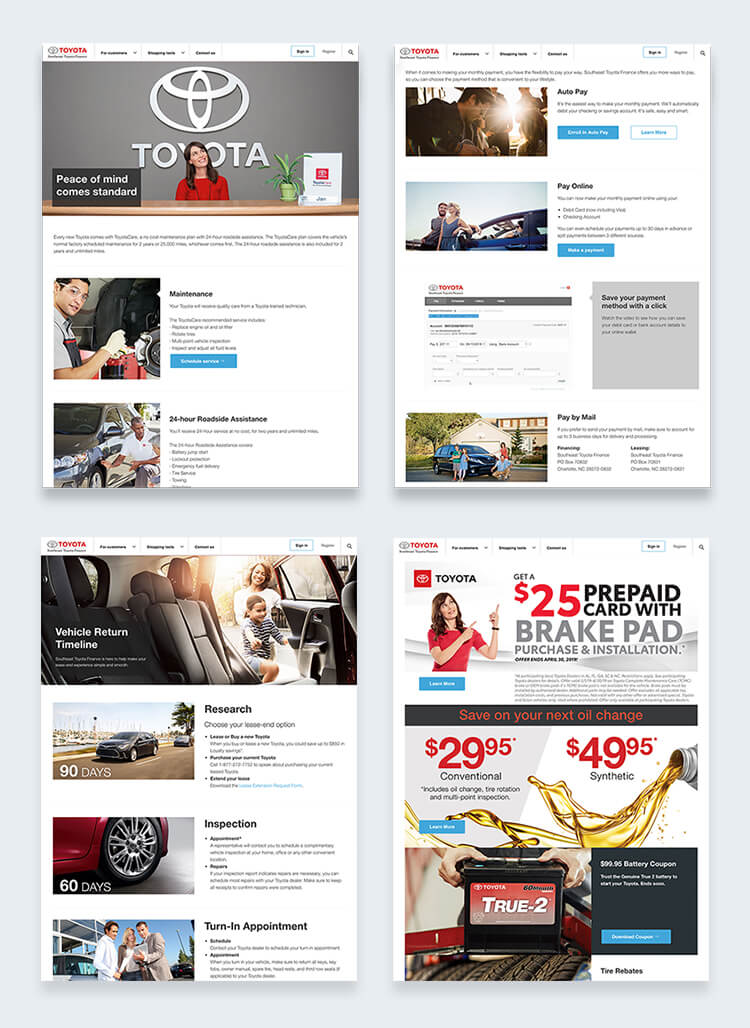 TOYOTA
Southeast Toyota Finance
For customers
Shopping tools
Contact us
Sign in
Register
TOYOTA
Peace of mind
comes standard
ToyotaCare
Jan
Every new Toyota comes with ToyotaCare, a no cost maintenance plan with 24-hour roadside assistance. The ToyotaCare plan covers the vehicle's
normal factory scheduled maintenance for 2 years or 25,000 miles, whichever comes first. The 24-hour roadside assistance is also included for 2
years and unlimited miles.
Maintenance
Your Toyota will receive quality care from a Toyota-trained technician.
The ToyotaCare recommended service includes:
- Replace engine oil and oil filter
- Rotate tires
- Multi-point vehicle inspection
- Inspect and adjust all fluid levels
Schedule service
24-hour Roadside Assistance
You'll receive 24-hour service at no cost, for two years and unlimited miles.
The 24-hour Roadside Assistance covers:
- Battery jump start
- Lockout protection
- Emergency fuel delivery
- Tire Service
- Towing
TOYOTA
Southeast Toyota Finance
For customers
Shopping tools
Contact us
Sign in
Register
When it comes to making your monthly payment, you have the flexibility to pay your way. Southeast Toyota Finance offers you more ways to pay,
so you can choose the payment method that is convenient to your lifestyle.
Auto Pay
It's the easiest way to make your monthly payment. We'll automatically
debit your checking or savings account. It's safe, easy and smart.
Enroll in Auto Pay
Learn More
Pay Online
You can now make your monthly payment online using your:
• Debit Card (now including Visa)
• Checking Account
You can even schedule your payments up to 30 days in advance or
split payments between 3 different sources.
Make a payment
TOYOTA
Save your payment
method with a click
Watch the video to see how you can save
your debit card or bank account details to
your online wallet.
Pay by Mail
If you prefer to send your payment by mail, make sure to account for
up to 3 business days for delivery and processing.
Financing:
Southeast Toyota Finance
PO Box 70832
Charlotte, NC 28272-0832
Leasing:
Southeast Toyota Finance
PO Box 70831
Charlotte, NC 28272-0831
TOYOTA
Southeast Toyota Finance
For customers
Shopping tools
Contact us
Sign in
Register
Vehicle Return
Timeline
Southeast Toyota Finance is here to help make your
lease-end experience simple and smooth.
90 DAYS
Research
Choose your lease-end option
• Lease or Buy a new Toyota
When you buy or lease a new Toyota, you could save up to $850 in
Loyalty savings*.
• Purchase your current Toyota
Call 1-877-272-7752 to speak about purchasing your current
leased Toyota.
• Extend your lease
Download the Lease Extension Request Form.
60 DAYS
Inspection
• Appointment*
A representative will contact you to schedule a complimentary
vehicle inspection at your home, office or any other convenient
location.
• Repairs
If your inspection report indicates repairs are necessary, you can
schedule most repairs with your Toyota dealer. Make sure to keep
all receipts to confirm repairs were completed.
Turn-In Appointment
• Schedule
Contact your Toyota dealer to schedule your turn-in appointment.
• Appointment
When you turn in your vehicle, make sure to return all keys, key
fobs, owner manual, spare tire, head rests, and third row seats (if
applicable) to your Toyota dealer.
TOYOTA
Southeast Toyota Finance
For customers
Shopping tools
Contact us
Sign in
Register
TOYOTA
GET A
$25 PREPAID
CARD WITH
BRAKE PAD
PURCHASE & INSTALLATION.*
OFFER ENDS APRIL 30, 2019!
Learn More
Save on your next oil change
$29.95*
Conventional
$49.95*
Synthetic
*Includes oil change, tire rotation
and multi-point inspection.
Learn More
TOYOTA
60 Month
TRUE-2
$99.95 Battery Coupon
Trust the Genuine True 2 battery to
start your Toyota. Ends soon.
Download Coupon
Tire Rebates